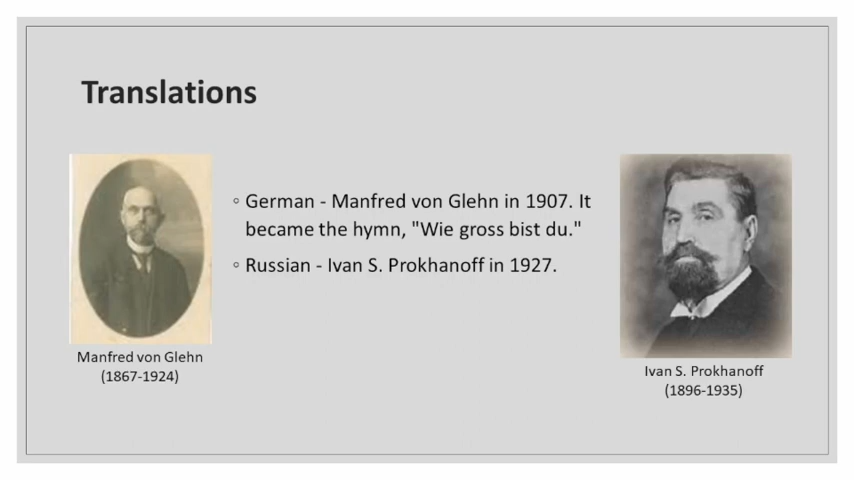 Translations
◦ German - Manfred von Glehn in 1907. It
became the hymn, "Wie gross bist du."
◦ Russian - Ivan S. Prokhanoff in 1927.
Manfred von Glehn
(1867-1924)
Ivan S. Prokhanoff
(1896-1935)